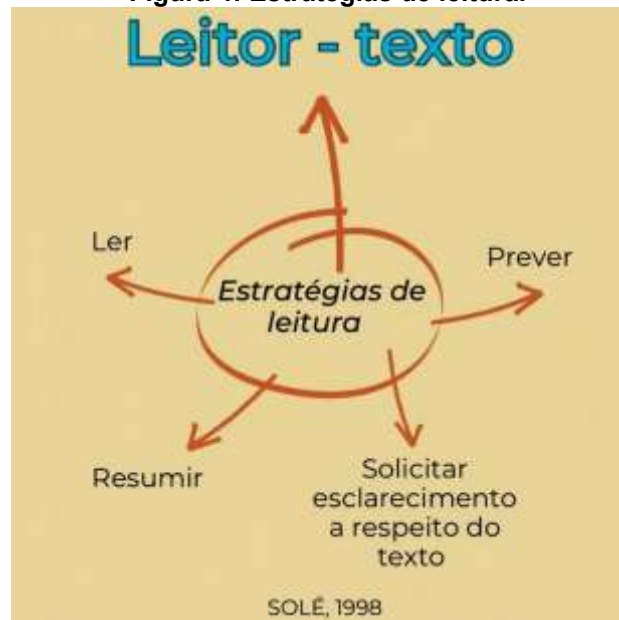 Leitor - texto
Ler
Prever
Estratégias de
leitura
Resumir
Solicitar
esclarecimento
a respeito do
texto
SOLÉ, 1998